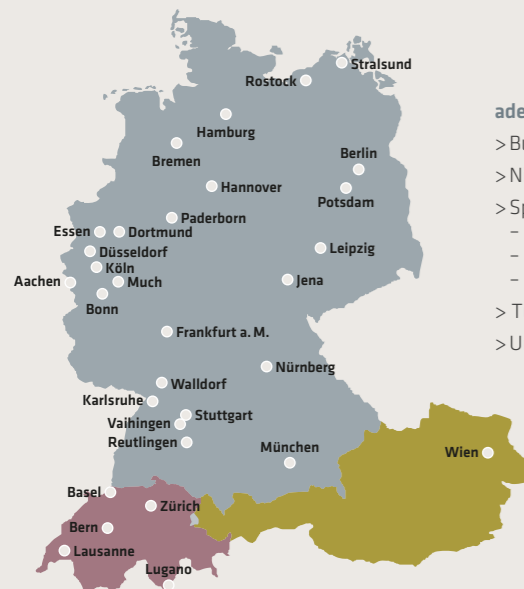 Stralsund
Rostock
Hamburg
Bremen
Berlin
Hannover
Potsdam
Paderborn
Essen
Dortmund
Leipzig
Düsseldorf
Köln
Aachen
Much
Jena
Bonn
Frankfurt a. M.
Nürnberg
Walldorf
Karlsruhe
Stuttgart
Vaihingen
Reutlingen
München
Wien
Basel
Zürich
Bern
Lausanne
Lugano